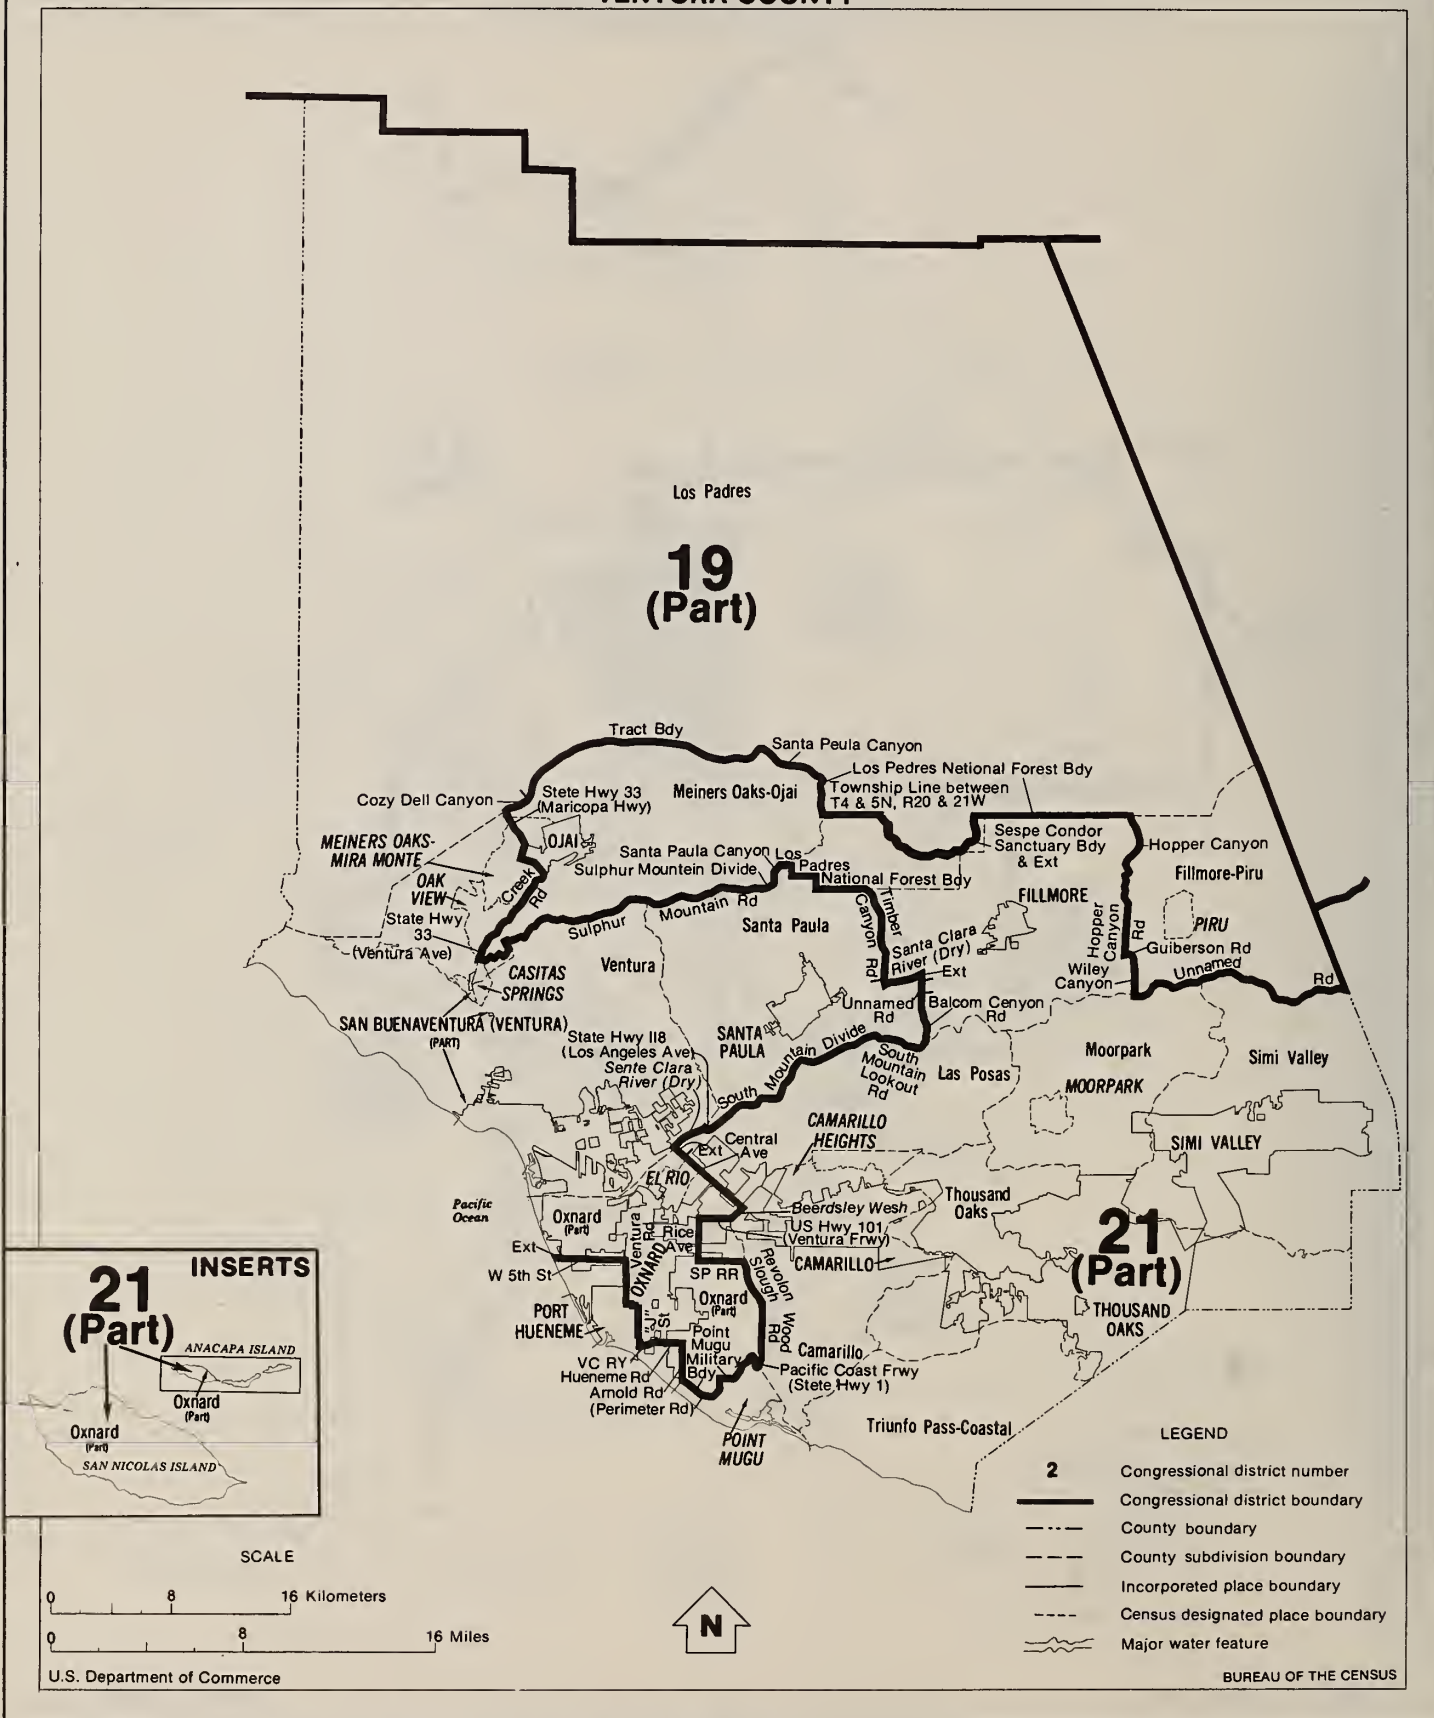 VENTURA COUNTY
Los Padres
19
(Part)
Tract Bdy
Santa Peula Canyon
Los Pedres Netional Forest Bdy
Township Line between
T4 & 5N, R20 & 21W
Cozy Dell Canyon
Stete Hwy 33
(Maricopa Hwy)
Meiners Oaks-Ojai
MEINERS OAKS-
MIRA MONTE
OJAI
Santa Paula Canyon
Sulphur Mountain Divide
Los
Padres
National Forest Bdy
Sespe Condor
Sanctuary Bdy
& Ext
Hopper Canyon
Fillmore-Piru
OAK
VIEW
Creek
Rd
State Hwy
33
(Ventura Ave)
Sulphur
Mountain Rd
Santa Paula
Timber
Canyon Rd
FILLMORE
Santa Clara
River (Dry)
Ext
Hopper
Canyon
Rd
PIRU
Guiberson Rd
Unnamed
Rd
Wiley
Canyon
CASITAS
SPRINGS
Ventura
Unnamed
Rd
Balcom Canyon
Rd
SAN BUENAVENTURA (VENTURA)
(PART)
State Hwy 118
(Los Angeles Ave)
Sente Clara
River (Dry)
SANTA
PAULA
South
Mountain Divide
South
Mountain
Lookout
Rd
Las Posas
Moorpark
MOORPARK
Simi Valley
SIMI VALLEY
Ext
Central
Ave
CAMARILLO
HEIGHTS
EL RIO
Pacific
Ocean
Oxnard
(Part)
Ventura
Rd
Rice
Ave
Beerdsley Wesh
US Hwy 101
(Ventura Frwy)
Thousand
Oaks
21
(Part)
Ext
W 5th St
OXNARD
SP RR
Revolon
Slough
CAMARILLO
THOUSAND
OAKS
PORT
HUENEME
"J"
St
Oxnard
(Part)
Wood
Rd
Point
Mugu
Military
Bdy
Camarillo
VC RY
Hueneme Rd
Arnold Rd
(Perimeter Rd)
Pacific Coast Frwy
(Stete Hwy 1)
POINT
MUGU
Triunfo Pass-Coastal
INSERTS
21
(Part)
ANACAPA ISLAND
Oxnard
(Part)
Oxnard
(Part)
SAN NICOLAS ISLAND
LEGEND
2 Congressional district number
Congressional district boundary
County boundary
County subdivision boundary
Incorporeted place boundary
Census designated place boundary
Major water feature
SCALE
0 8 16 Kilometers
0 8 16 Miles
N
U.S. Department of Commerce
BUREAU OF THE CENSUS